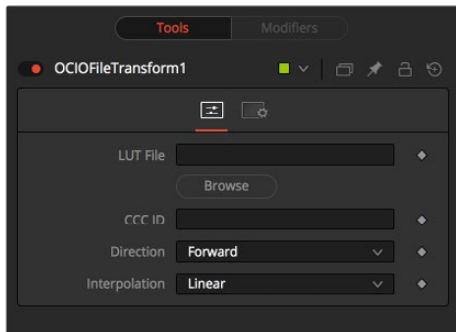 Tools Modifiers
OCIOFileTransform1
LUT File
Browse
CCC ID
Direction Forward
Interpolation Linear